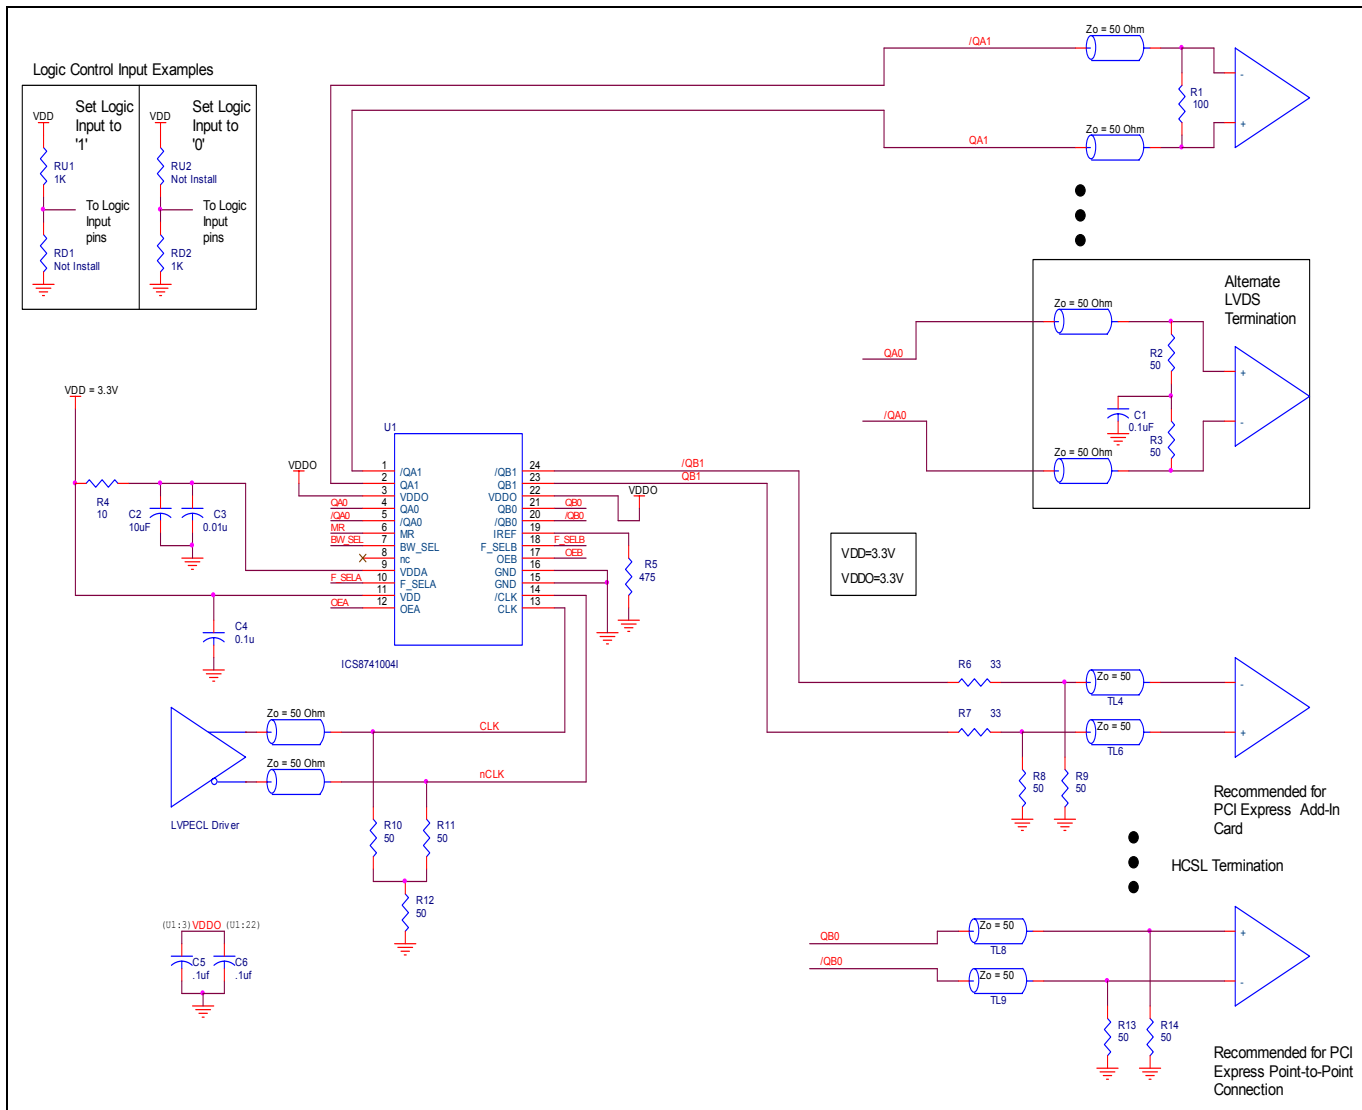 Logic Control Input Examples
Set Logic
Input to
'1'
VDD
RU1
1K
To Logic
Input
pins
RD1
Not Install
Set Logic
Input to
'0'
VDD
RU2
Not Install
To Logic
Input
pins
RD2
1K
/QA1
Zo = 50 Ohm
R1
100
-
+
QA1
Zo = 50 Ohm
Alternate
LVDS
Termination
Zo = 50 Ohm
QA0
R2
50
+
-
/QA0
C1
0.1uF
R3
50
Zo = 50 Ohm
VDD = 3.3V
R4
10
C2
10uF
C3
0.01u
C4
0.1u
VDDO
U1
1 /QA1
2 QA1
3 VDDO
QA0 4 QA0
/QA0 5 /QA0
MR 6 MR
BW_SEL 7 BW_SEL
8 nc
9 VDDA
F_SELA 10 F_SELA
11 VDD
OEA 12 OEA
/QB1 24 /QB1
QB1 23 QB1
VDDO 22 VDDO
QB0 21 QB0
/QB0 20 /QB0
IREF 19
F_SELB 18 F_SELB
OEB 17 OEB
GND 16
GND 15
/CLK 14
CLK 13
ICS8741004I
R5
475
VDD=3.3V
VDDO=3.3V
R6 33
Zo = 50
TL4
R7 33
Zo = 50
TL6
-
+
R8
50
R9
50
Recommended for
PCI Express Add-In
Card
HCSL Termination
Zo = 50 Ohm
CLK
Zo = 50 Ohm
nCLK
LVPECL Driver
R10
50
R11
50
R12
50
(U1:3) VDDO (U1:22)
C5
.1uf
C6
.1uf
QB0
Zo = 50
TL8
/QB0
Zo = 50
TL9
+
-
R13
50
R14
50
Recommended for PCI
Express Point-to-Point
Connection